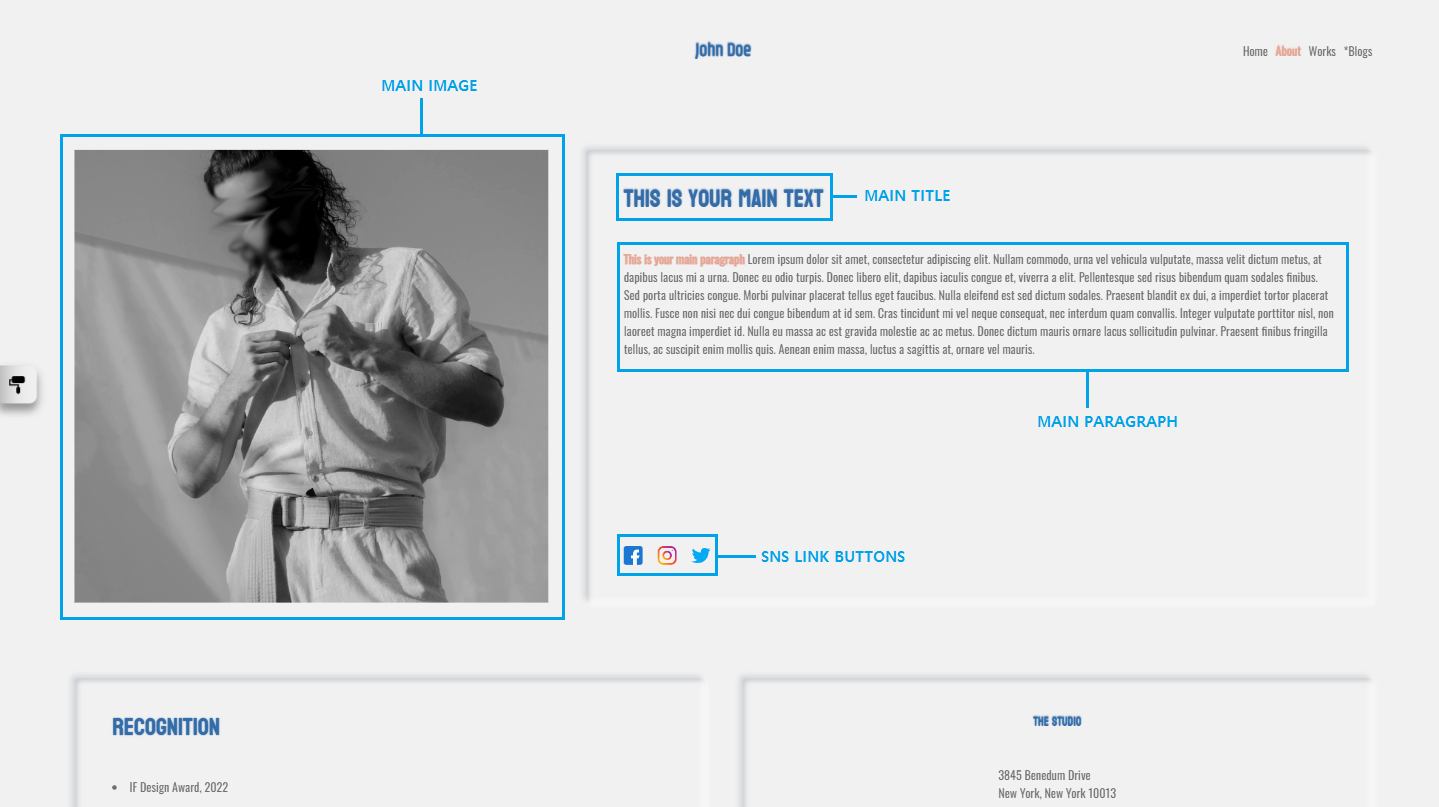 John Doe
Home About Works *Blogs
MAIN IMAGE
THIS IS YOUR MAIN TEXT
MAIN TITLE
This is your main paragraph Lorem ipsum dolor sit amet, consectetur adipiscing elit. Nullam commodo, urna vel vehicula vulputate, massa velit dictum metus, at
dapibus lacus mi a urna. Donec eu odio turpis. Donec libero elit, dapibus iaculis congue et, viverra a elit. Pellentesque sed risus bibendum quam sodales finibus.
Sed porta ultricies congue. Morbi pulvinar placerat tellus eget faucibus. Nulla eleifend est sed dictum sodales. Praesent blandit ex dui, a imperdiet tortor placerat
mollis. Fusce non nisi nec dui congue bibendum at id sem. Cras tincidunt mi vel neque consequat, nec interdum quam convallis. Integer vulputate porttitor nisl, non
laoreet magna imperdiet id. Nulla eu massa ac est gravida molestie ac ac metus. Donec dictum mauris ornare lacus sollicitudin pulvinar. Praesent finibus fringilla
tellus, ac suscipit enim mollis quis. Aenean enim massa, luctus a sagittis at, ornare vel mauris.
MAIN PARAGRAPH
SNS LINK BUTTONS
RECOGNITION
IF Design Award, 2022
THE STUDIO
3845 Benedum Drive
New York, New York 10013